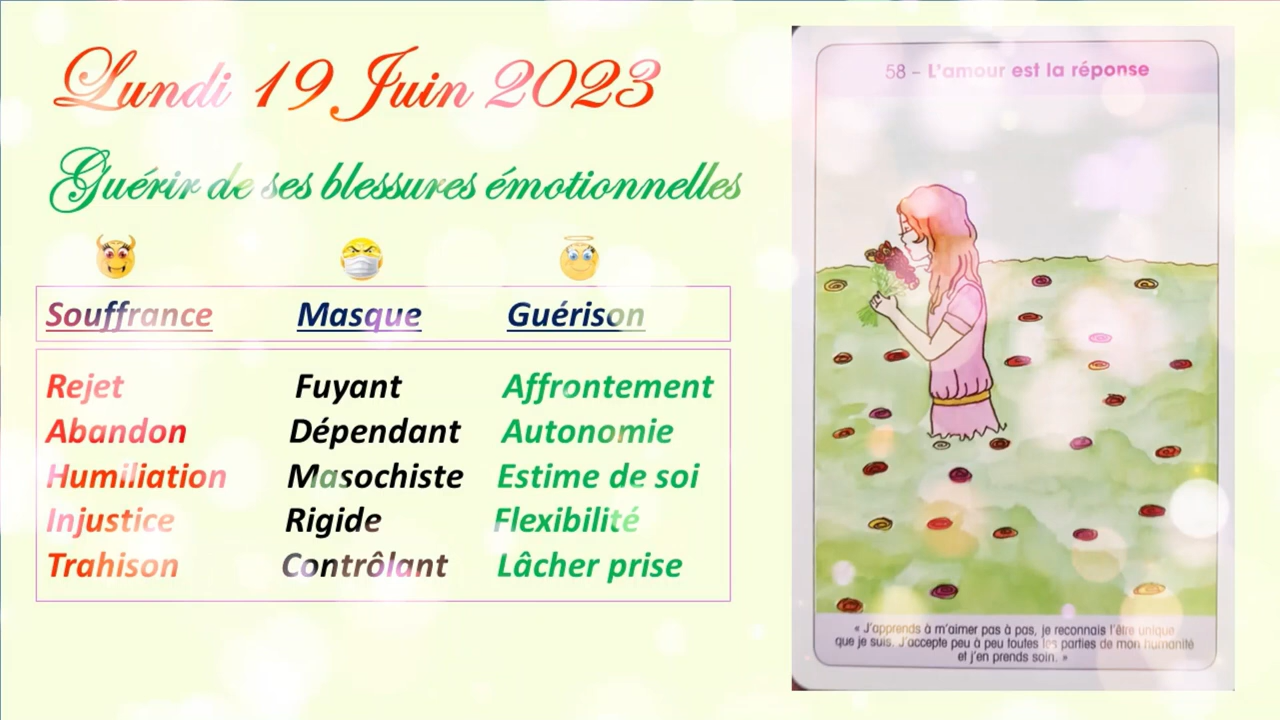 Lundi 19 Juin 2023
Guérir de ses blessures émotionnelles
Souffrance Masque Guérison
Rejet Fuyant Affrontement
Abandon Dépendant Autonomie
Humiliation Masochiste Estime de soi
Injustice Rigide Flexibilité
Trahison Contrôlant Lâcher prise
58 – L'amour est la réponse
« J'apprends à m'aimer pas à pas, je reconnais l'être unique
que je suis. J'accepte peu à peu toutes les parties de mon humanité
et j'en prends soin. »